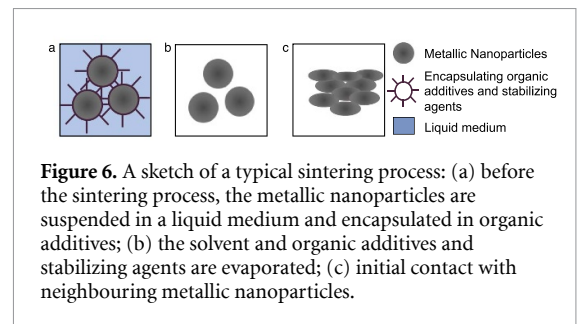 a
b
c
Metallic Nanoparticles
Encapsulating organic
additives and stabilizing
agents
Liquid medium
Figure 6. A sketch of a typical sintering process: (a) before
the sintering process, the metallic nanoparticles are
suspended in a liquid medium and encapsulated in organic
additives; (b) the solvent and organic additives and
stabilizing agents are evaporated; (c) initial contact with
neighbouring metallic nanoparticles.